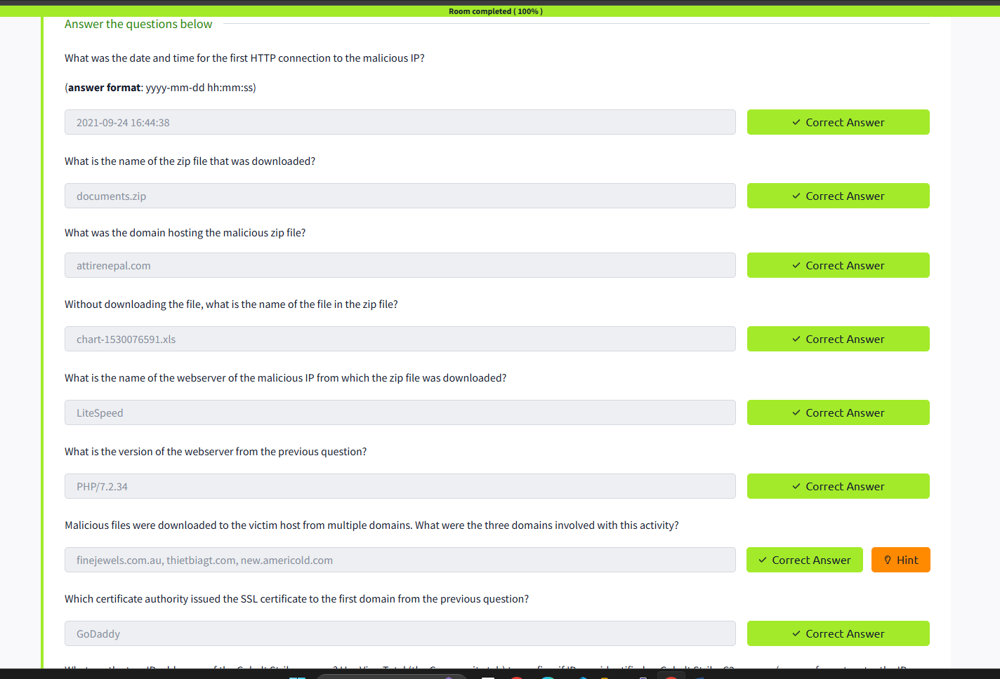 Room completed ( 100% )
Answer the questions below
What was the date and time for the first HTTP connection to the malicious IP?
(answer format: yyyy-mm-dd hh:mm:ss)
2021-09-24 16:44:38
Correct Answer
What is the name of the zip file that was downloaded?
documents.zip
Correct Answer
What was the domain hosting the malicious zip file?
attirenepal.com
Correct Answer
Without downloading the file, what is the name of the file in the zip file?
chart-1530076591.xls
Correct Answer
What is the name of the webserver of the malicious IP from which the zip file was downloaded?
LiteSpeed
Correct Answer
What is the version of the webserver from the previous question?
PHP/7.2.34
Correct Answer
Malicious files were downloaded to the victim host from multiple domains. What were the three domains involved with this activity?
finejewels.com.au, thietbiagt.com, new.americold.com
Correct Answer
Hint
Which certificate authority issued the SSL certificate to the first domain from the previous question?
GoDaddy
Correct Answer